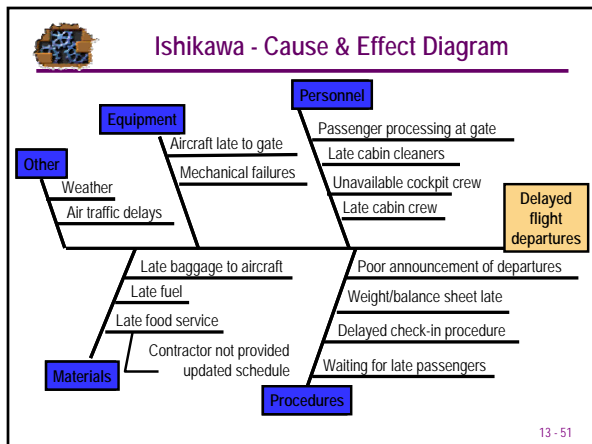 Ishikawa - Cause & Effect Diagram
Personnel
Equipment
Passenger processing at gate
Aircraft late to gate
Late cabin cleaners
Other
Mechanical failures
Unavailable cockpit crew
Weather
Late cabin crew
Air traffic delays
Delayed
flight
departures
Late baggage to aircraft
Poor announcement of departures
Late fuel
Weight/balance sheet late
Late food service
Delayed check-in procedure
Contractor not provided
updated schedule
Waiting for late passengers
Materials
Procedures
13 - 51